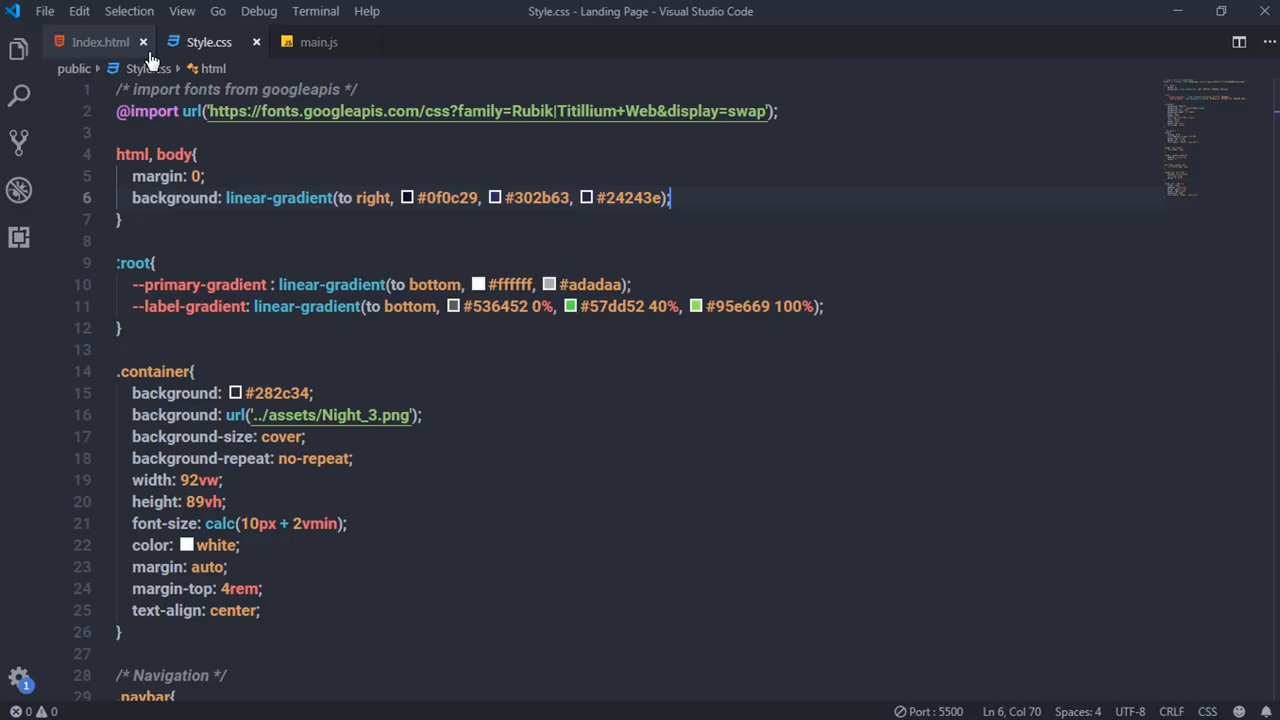 File Edit Selection View Go Debug Terminal Help Style.css - Landing Page - Visual Studio Code
Index.html Style.css main.js
public Style.css html
1 /* import fonts from googleapis */
2 @import url('https://fonts.googleapis.com/css?family=Rubik|Titillium+Web&display=swap');
3
4 html, body{
5 margin: 0;
6 background: linear-gradient(to right, #0f0c29, #302b63, #24243e);
7 }
8
9 :root{
10 --primary-gradient : linear-gradient(to bottom, #ffffff, #adadaa);
11 --label-gradient: linear-gradient(to bottom, #536452 0%, #57dd52 40%, #95e669 100%);
12 }
13
14 .container{
15 background: #282c34;
16 background: url('../assets/Night_3.png');
17 background-size: cover;
18 background-repeat: no-repeat;
19 width: 92vw;
20 height: 89vh;
21 font-size: calc(10px + 2vmin);
22 color: white;
23 margin: auto;
24 margin-top: 4rem;
25 text-align: center;
26 }
27
28 /* Navigation */
29 .navbar{
1
0 0 Port : 5500 Ln 6, Col 70 Spaces: 4 UTF-8 CRLF CSS